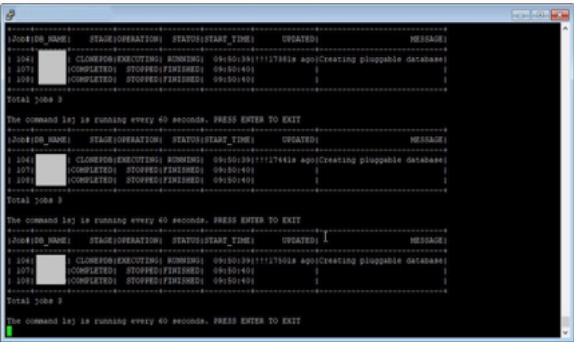 |Job#|DB_NAME| STAGE|OPERATION| STATUS|START_TIME| UPDATED| MESSAGE|
| 106| | CLONEPDB|EXECUTING| RUNNING| 09:50:39|!!!17381s ago|Creating pluggable database|
| 107| |COMPLETED| STOPPED|FINISHED| 09:50:40| | |
| 108| |COMPLETED| STOPPED|FINISHED| 09:50:40| | |
Total jobs 3
The command lsj is running every 60 seconds. PRESS ENTER TO EXIT
|Job#|DB_NAME| STAGE|OPERATION| STATUS|START_TIME| UPDATED| MESSAGE|
| 106| | CLONEPDB|EXECUTING| RUNNING| 09:50:39|!!!17441s ago|Creating pluggable database|
| 107| |COMPLETED| STOPPED|FINISHED| 09:50:40| | |
| 108| |COMPLETED| STOPPED|FINISHED| 09:50:40| | |
Total jobs 3
The command lsj is running every 60 seconds. PRESS ENTER TO EXIT
|Job#|DB_NAME| STAGE|OPERATION| STATUS|START_TIME| UPDATED| MESSAGE|
| 106| | CLONEPDB|EXECUTING| RUNNING| 09:50:39|!!!17501s ago|Creating pluggable database|
| 107| |COMPLETED| STOPPED|FINISHED| 09:50:40| | |
| 108| |COMPLETED| STOPPED|FINISHED| 09:50:40| | |
Total jobs 3
The command lsj is running every 60 seconds. PRESS ENTER TO EXIT